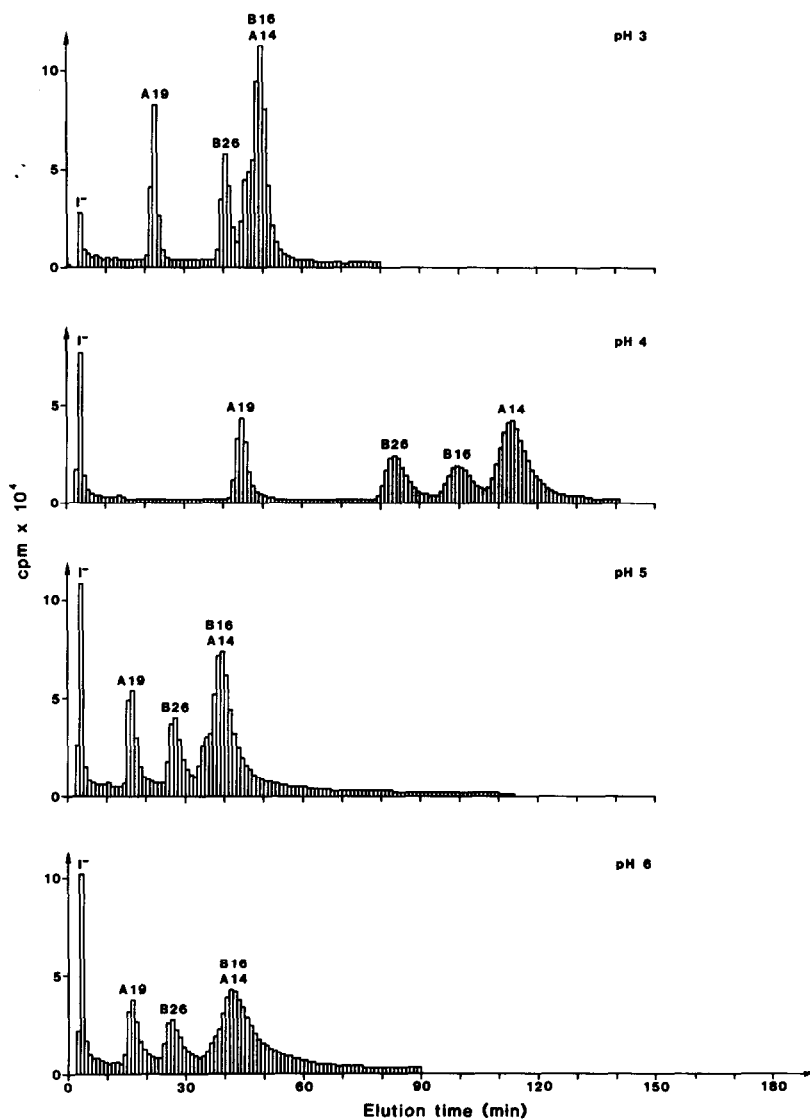 B16
A14
pH 3
10
A19
B26
5
I-
0
I-
pH 4
5
A19
A14
B26
B16
0
cpm x 10⁴
I-
pH 5
10
B16
A14
A19
5
B26
0
I-
pH 6
10
B16
A14
5
A19
B26
0
0 30 60 90 120 150 180
Elution time (min)